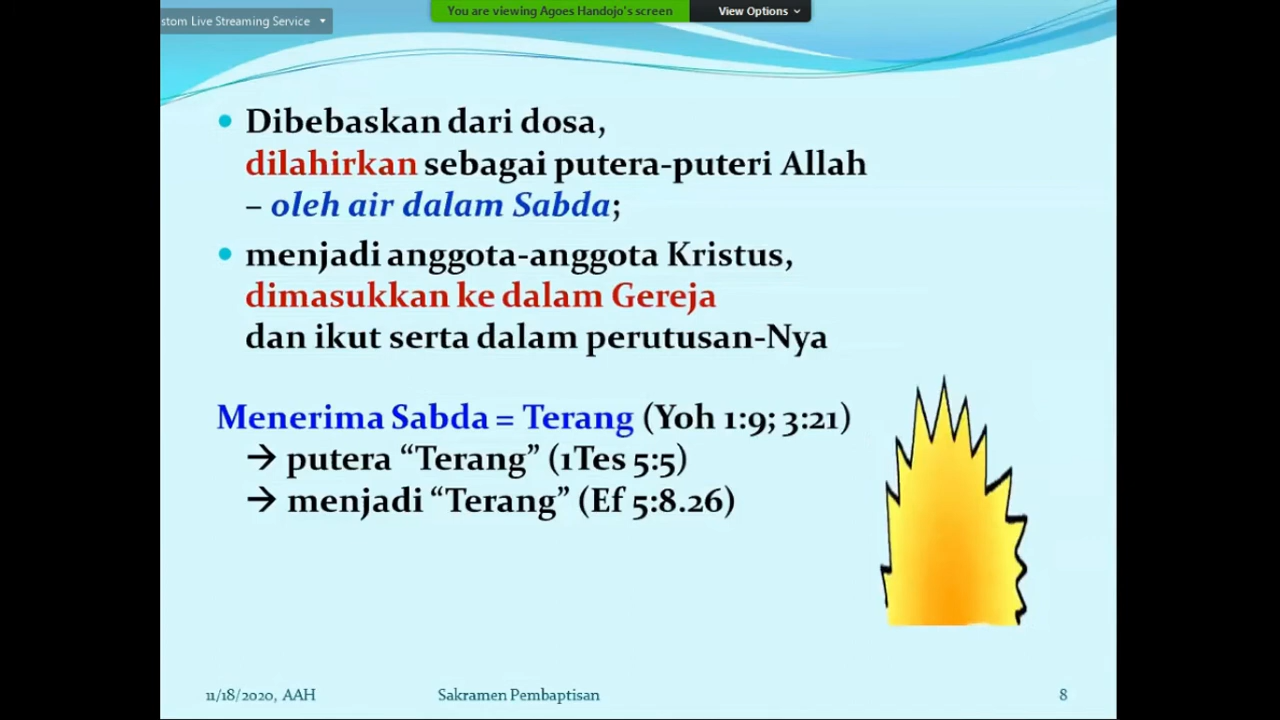 stom Live Streaming Service
You are viewing Agoes Handojo's screen
View Options
Dibebaskan dari dosa,
dilahirkan sebagai putera-puteri Allah
– oleh air dalam Sabda;
menjadi anggota-anggota Kristus,
dimasukkan ke dalam Gereja
dan ikut serta dalam perutusan-Nya
Menerima Sabda = Terang (Yoh 1:9; 3:21)
→ putera “Terang” (1Tes 5:5)
→ menjadi “Terang” (Ef 5:8.26)
11/18/2020, AAH
Sakramen Pembaptisan
8